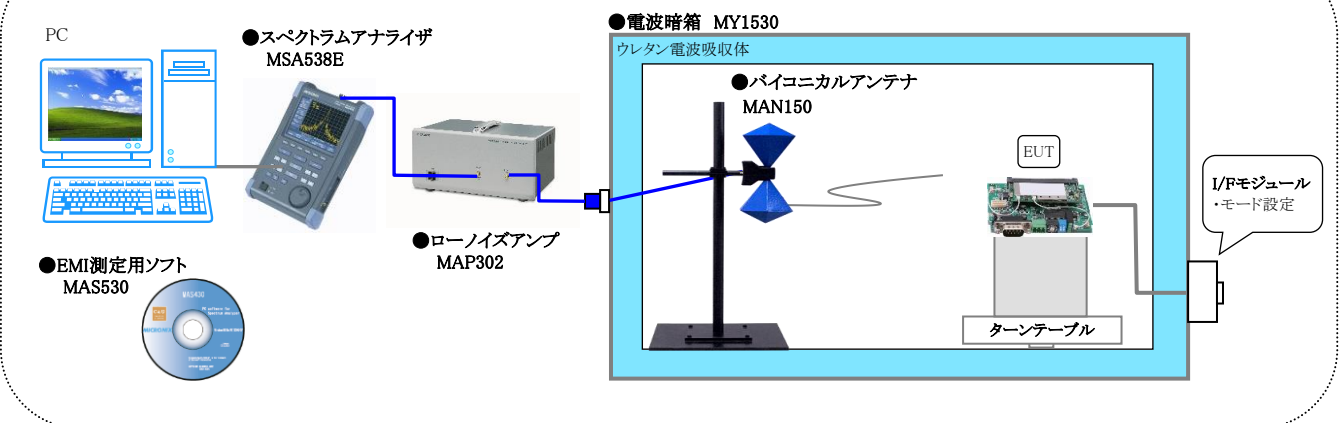 ●電波暗箱 MY1530
PC
●スペクトラムアナライザ
MSA538E
ウレタン電波吸収体
●バイコニカルアンテナ
MAN150
EUT
I/Fモジュール
・モード設定
●ローノイズアンプ
MAP302
●EMI測定用ソフト
MAS530
MAS430
ターンテーブル